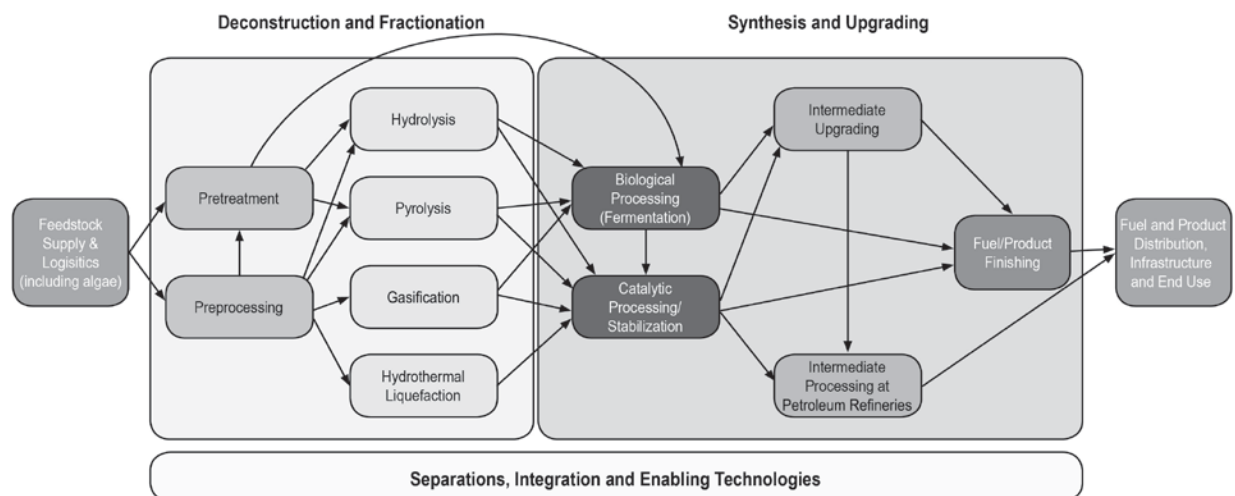 Deconstruction and Fractionation
Synthesis and Upgrading
Feedstock
Supply &
Logisitics
(including algae)
Pretreatment
Preprocessing
Hydrolysis
Pyrolysis
Gasification
Hydrothermal
Liquefaction
Biological
Processing
(Fermentation)
Catalytic
Processing/
Stabilization
Intermediate
Upgrading
Intermediate
Processing at
Petroleum Refineries
Fuel/Product
Finishing
Fuel and Product
Distribution,
Infrastructure
and End Use
Separations, Integration and Enabling Technologies